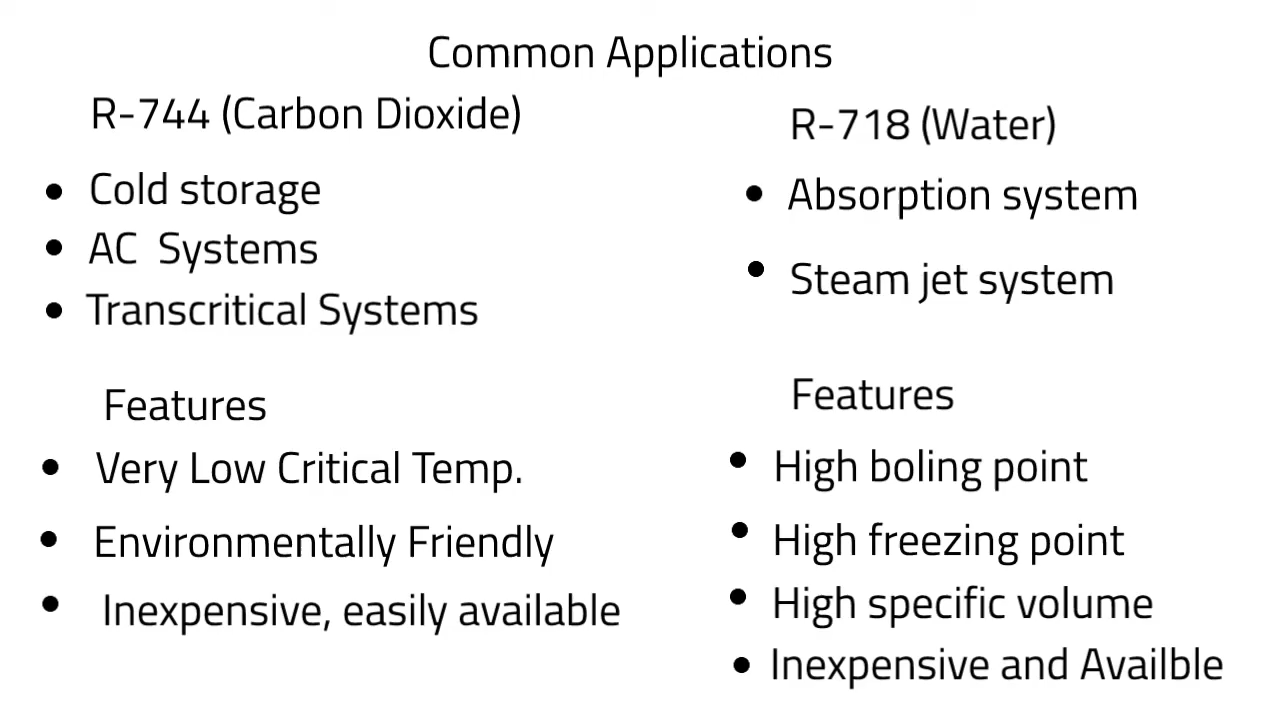 Common Applications
R-744 (Carbon Dioxide)
• Cold storage
• AC Systems
• Transcritical Systems
Features
• Very Low Critical Temp.
• Environmentally Friendly
• Inexpensive, easily available
R-718 (Water)
• Absorption system
• Steam jet system
Features
• High boling point
• High freezing point
• High specific volume
• Inexpensive and Availble